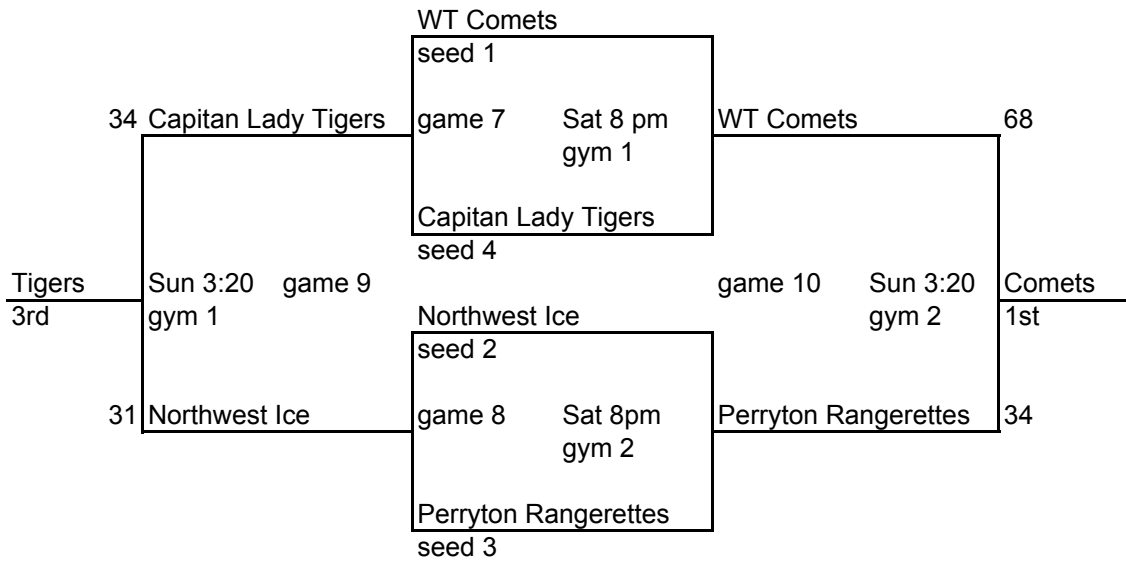 WT Comets
seed 1
34 Capitan Lady Tigers game 7 Sat 8 pm WT Comets 68
gym 1
Capitan Lady Tigers
seed 4
Tigers Sun 3:20 game 9 game 10 Sun 3:20 Comets
3rd gym 1 Northwest Ice gym 2 1st
seed 2
31 Northwest Ice game 8 Sat 8pm Perryton Rangerettes 34
gym 2
Perryton Rangerettes
seed 3